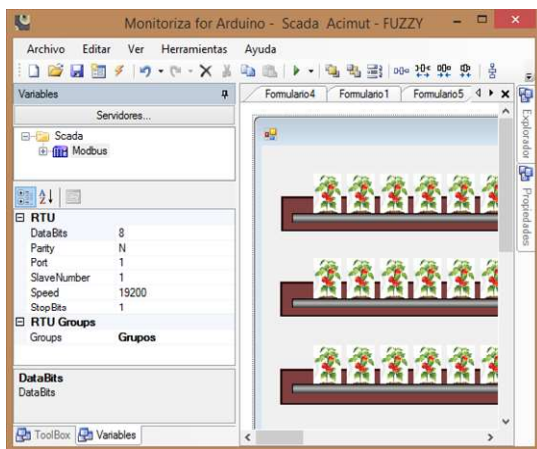 Monitoriza for Arduino - Scada Acimut - FUZZY
Archivo Editar Ver Herramientas Ayuda
Variables
Formulario4 Formulario1 Formulario5
Servidores...
Scada
Modbus
RTU
DataBits 8
Parity N
Port 1
SlaveNumber 1
Speed 19200
StopBits 1
RTU Groups
Groups Grupos
DataBits
DataBits
ToolBox Variables
Explorador
Propiedades